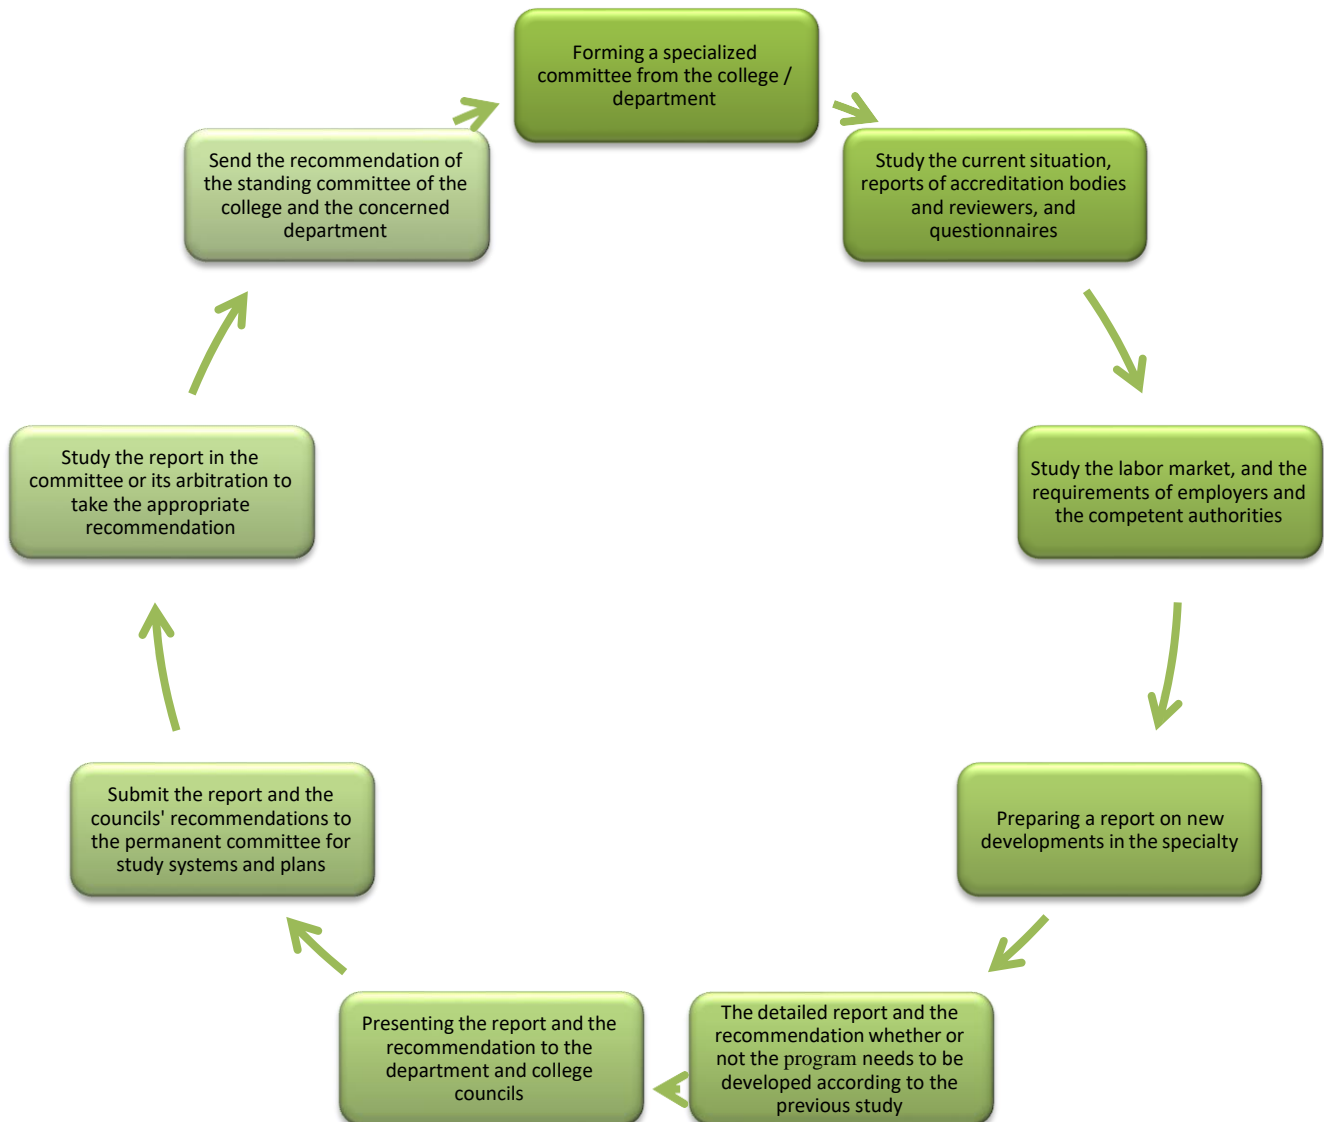 Forming a specialized
committee from the college /
department
Study the current situation,
reports of accreditation bodies
and reviewers, and
questionnaires
Study the labor market, and the
requirements of employers and
the competent authorities
Preparing a report on new
developments in the specialty
The detailed report and the
recommendation whether or
not the program needs to be
developed according to the
previous study
Presenting the report and the
recommendation to the
department and college
councils
Submit the report and the
councils' recommendations to
the permanent committee for
study systems and plans
Study the report in the
committee or its arbitration to
take the appropriate
recommendation
Send the recommendation of
the standing committee of the
college and the concerned
department